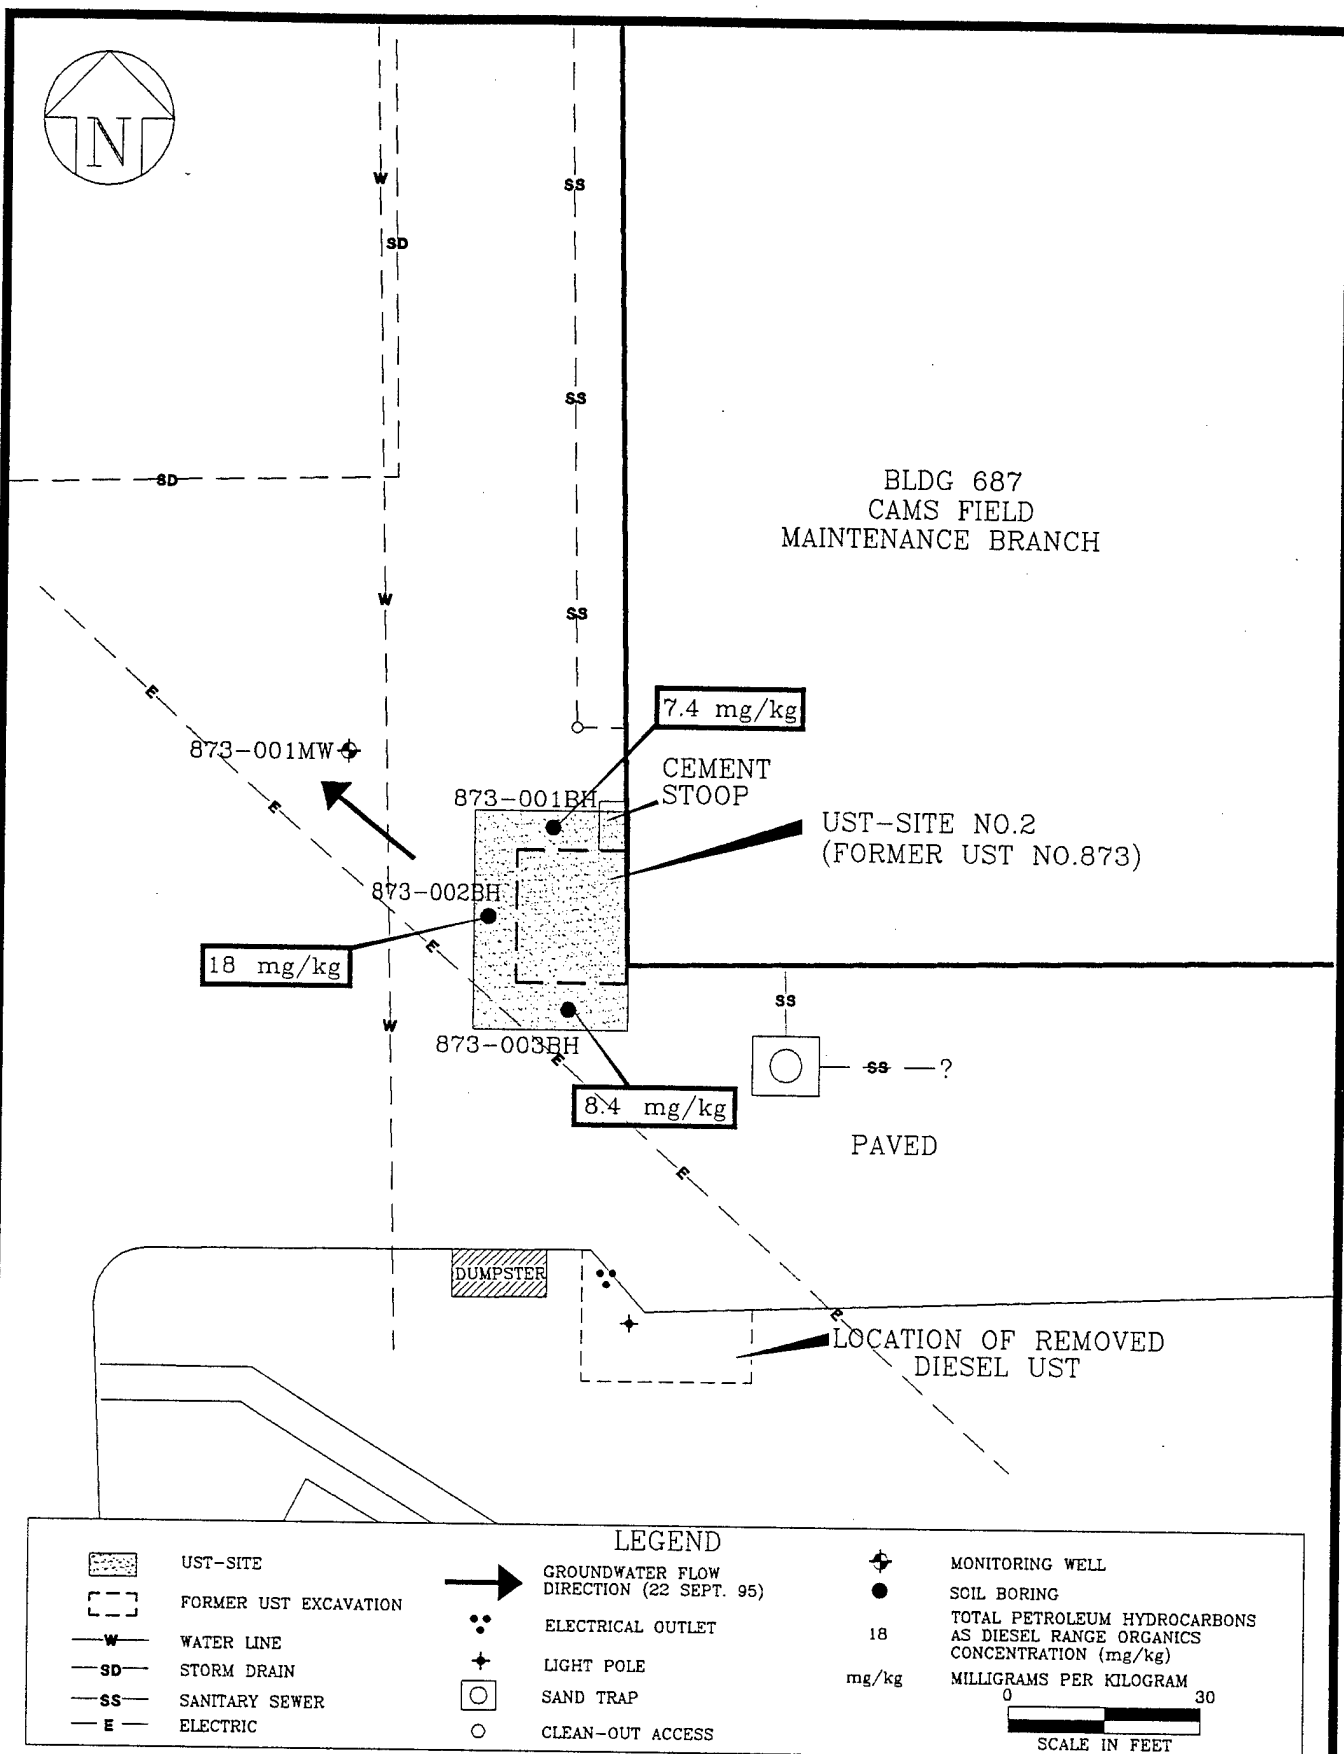 N
W
SS
SD
SS
SD
BLDG 687
CAMS FIELD
MAINTENANCE BRANCH
W
SS
E
7.4 mg/kg
873-001MW
CEMENT
STOOP
873-001BH
E
UST-SITE NO.2
(FORMER UST NO.873)
873-002BH
E
18 mg/kg
SS
W
873-003BH
E
SS
?
8.4 mg/kg
PAVED
E
DUMPSTER
E
LOCATION OF REMOVED
DIESEL UST
LEGEND
UST-SITE
FORMER UST EXCAVATION
W WATER LINE
SD STORM DRAIN
SS SANITARY SEWER
E ELECTRIC
GROUNDWATER FLOW
DIRECTION (22 SEPT. 95)
ELECTRICAL OUTLET
LIGHT POLE
SAND TRAP
CLEAN-OUT ACCESS
MONITORING WELL
SOIL BORING
18 TOTAL PETROLEUM HYDROCARBONS
AS DIESEL RANGE ORGANICS
CONCENTRATION (mg/kg)
mg/kg MILLIGRAMS PER KILOGRAM
0 30
SCALE IN FEET